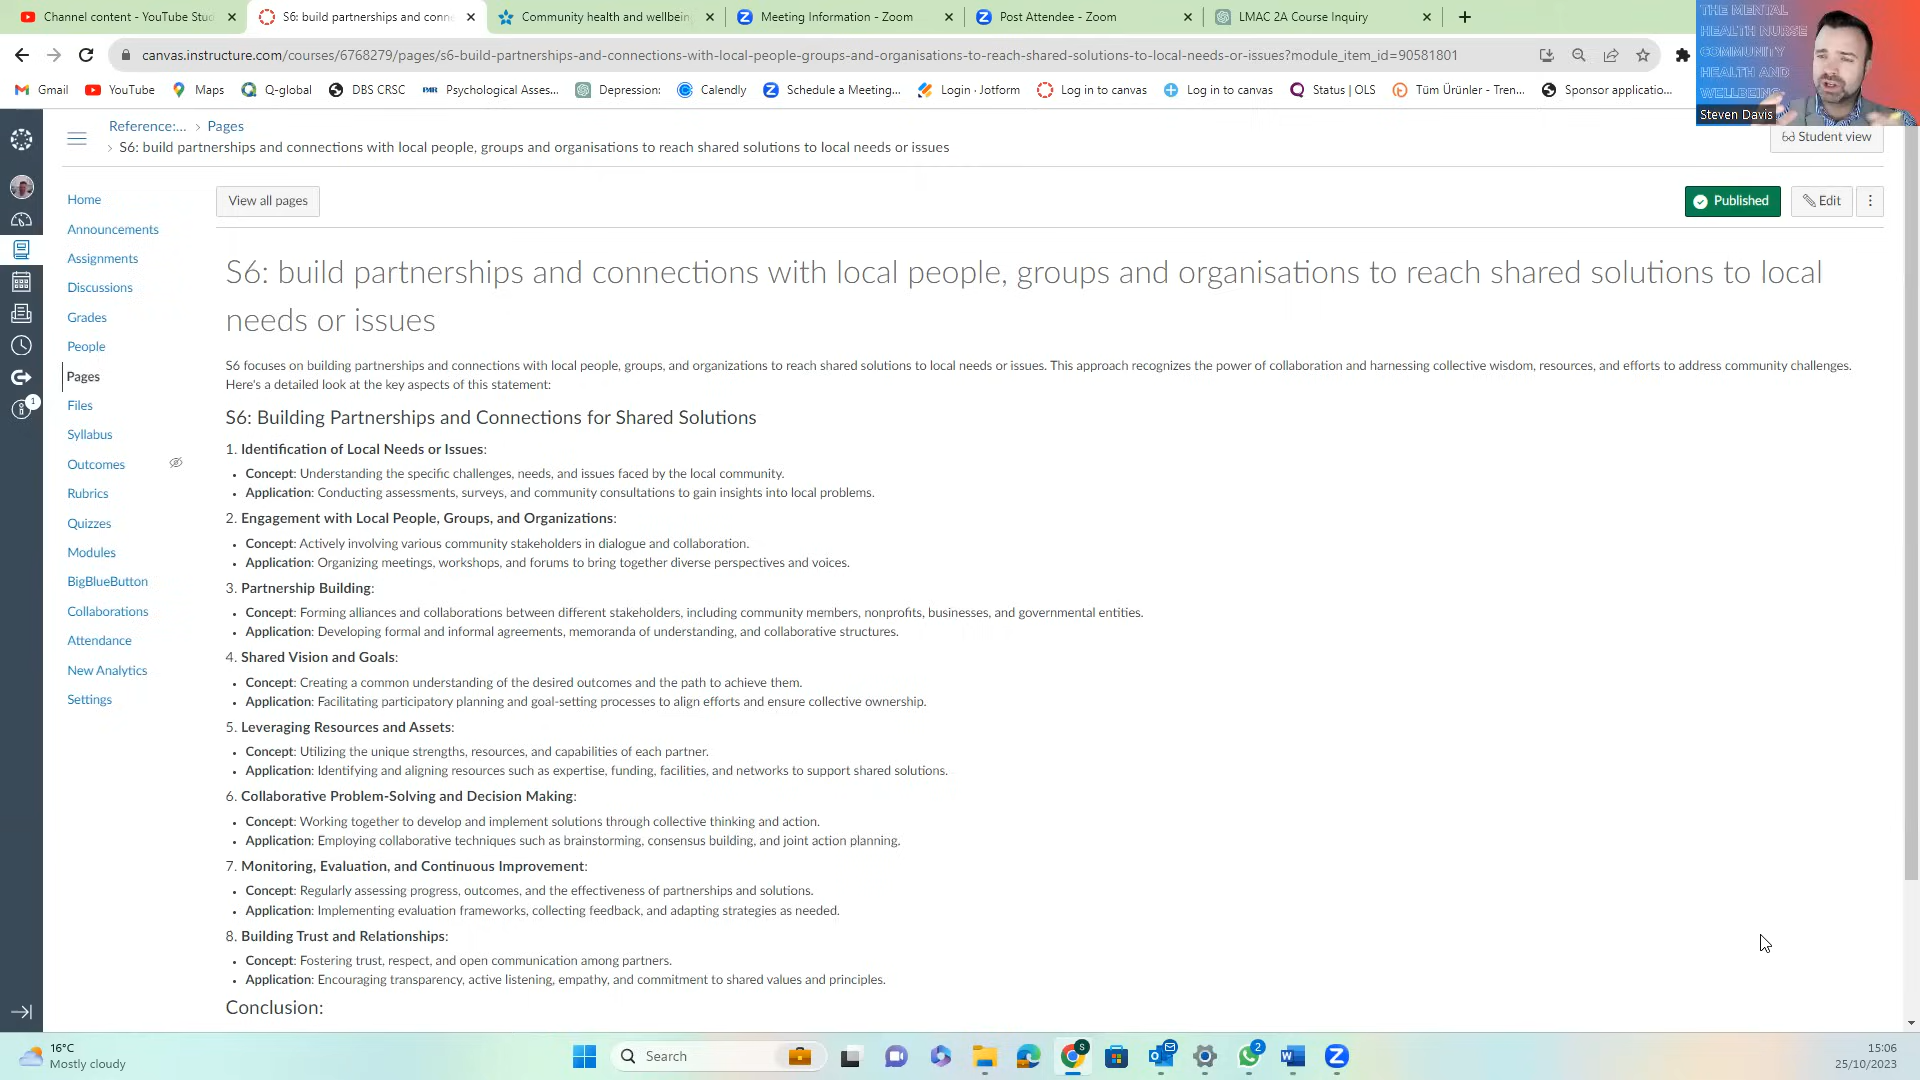 Channel content - YouTube Stud
S6: build partnerships and conne
Community health and wellbein
Meeting Information - Zoom
Post Attendee - Zoom
LMAC 2A Course Inquiry
canvas.instructure.com/courses/6768279/pages/s6-build-partnerships-and-connections-with-local-people-groups-and-organisations-to-reach-shared-solutions-to-local-needs-or-issues?module_item_id=90581801
Gmail
YouTube
Maps
Q-global
DBS CRSC
Psychological Asses...
Depression:
Calendly
Schedule a Meeting...
Login · Jotform
Log in to canvas
Log in to canvas
Status | OLS
Tüm Ürünler - Tren...
Sponsor applicatio...
THE MENTAL
HEALTH NURSE
COMMUNITY
HEALTH AND
WELLBEING
Steven Davis
Reference:... > Pages
> S6: build partnerships and connections with local people, groups and organisations to reach shared solutions to local needs or issues
Student view
Home
Announcements
Assignments
Discussions
Grades
People
Pages
Files
Syllabus
Outcomes
Rubrics
Quizzes
Modules
BigBlueButton
Collaborations
Attendance
New Analytics
Settings
1
View all pages
Published
Edit
S6: build partnerships and connections with local people, groups and organisations to reach shared solutions to local
needs or issues
S6 focuses on building partnerships and connections with local people, groups, and organization to reach shared solutions to local needs or issues. This approach recognizes the power of collaboration and harnessing collective wisdom, resources, and efforts to address community challenges.
Here's a detailed look at the key aspects of this statement:
S6: Building Partnerships and Connections for Shared Solutions
1. Identification of Local Needs or Issues:
• Concept: Understanding the specific challenges, needs, and issues faced by the local community.
• Application: Conducting assessments, surveys, and community consultations to gain insights into local problems.
2. Engagement with Local People, Groups, and Organizations:
• Concept: Actively involving various community stakeholders in dialogue and collaboration.
• Application: Organizing meetings, workshops, and forums to bring together diverse perspectives and voices.
3. Partnership Building:
• Concept: Forming alliances and collaborations between different stakeholders, including community members, nonprofits, businesses, and governmental entities.
• Application: Developing formal and informal agreements, memoranda of understanding, and collaborative structures.
4. Shared Vision and Goals:
• Concept: Creating a common understanding of the desired outcomes and the path to achieve them.
• Application: Facilitating participatory planning and goal-setting processes to align efforts and ensure collective ownership.
5. Leveraging Resources and Assets:
• Concept: Utilizing the unique strengths, resources, and capabilities of each partner.
• Application: Identifying and aligning resources such as expertise, funding, facilities, and networks to support shared solutions.
6. Collaborative Problem-Solving and Decision Making:
• Concept: Working together to develop and implement solutions through collective thinking and action.
• Application: Employing collaborative techniques such as brainstorming, consensus building, and joint action planning.
7. Monitoring, Evaluation, and Continuous Improvement:
• Concept: Regularly assessing progress, outcomes, and the effectiveness of partnerships and solutions.
• Application: Implementing evaluation frameworks, collecting feedback, and adapting strategies as needed.
8. Building Trust and Relationships:
• Concept: Fostering trust, respect, and open communication among partners.
• Application: Encouraging transparency, active listening, empathy, and commitment to shared values and principles.
Conclusion:
16°C
Mostly cloudy
Search
S
2
15:06
25/10/2023